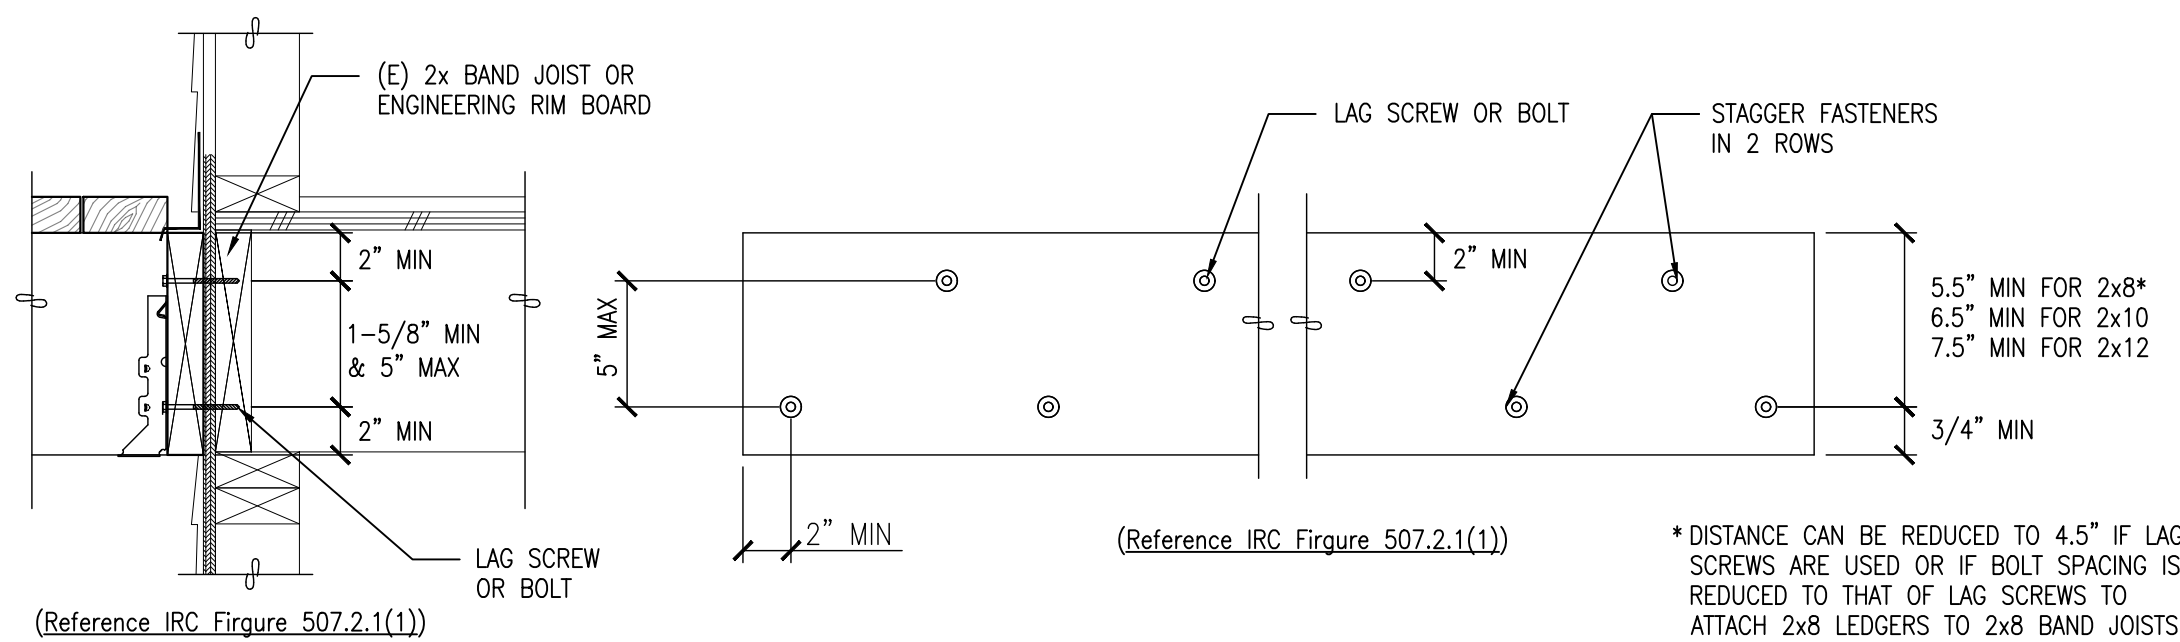 (E) 2x BAND JOIST OR
ENGINEERING RIM BOARD
2” MIN
1-5/8” MIN
& 5” MAX
2” MIN
LAG SCREW
OR BOLT
(Reference IRC Firgure 507.2.1(1))
LAG SCREW OR BOLT
STAGGER FASTENERS
IN 2 ROWS
2” MIN
5” MAX
5.5” MIN FOR 2x8*
6.5” MIN FOR 2x10
7.5” MIN FOR 2x12
3/4” MIN
2” MIN
(Reference IRC Firgure 507.2.1(1))
* DISTANCE CAN BE REDUCED TO 4.5” IF LAG
SCREWS ARE USED OR IF BOLT SPACING IS
REDUCED TO THAT OF LAG SCREWS TO
ATTACH 2x8 LEDGERS TO 2x8 BAND JOISTS